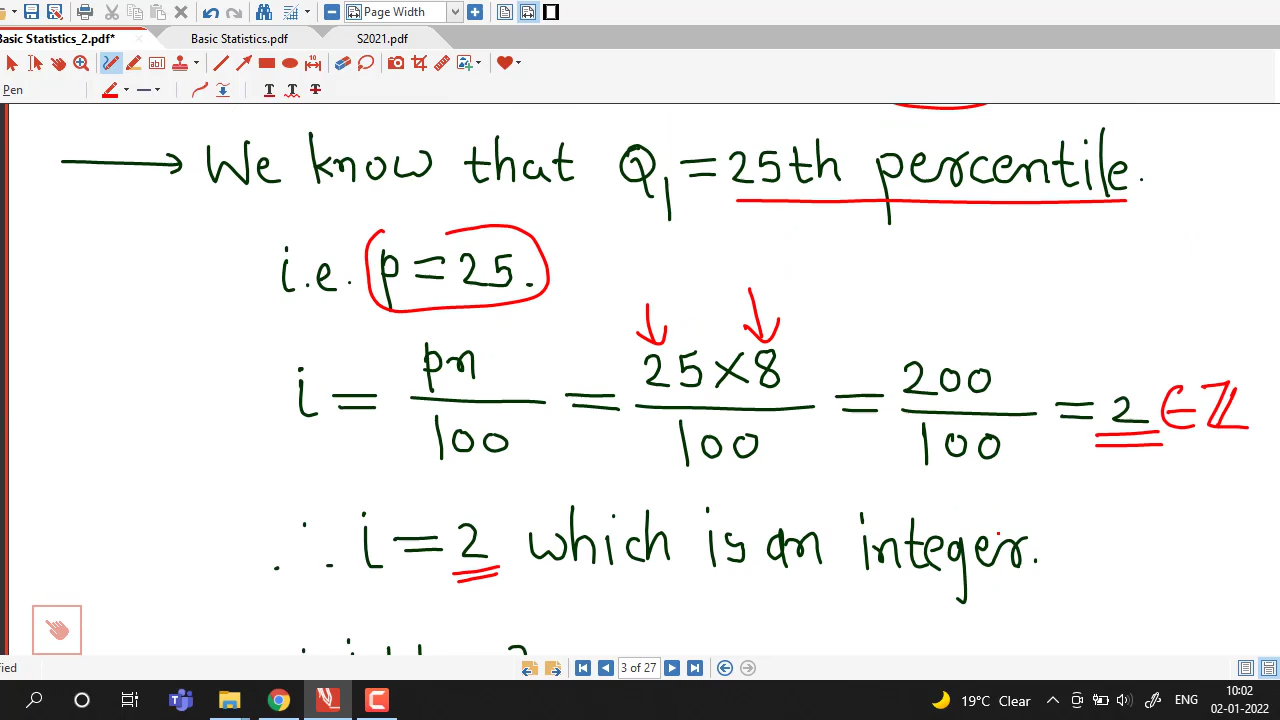 Page Width
Basic Statistics_2.pdf* Basic Statistics.pdf S2021.pdf
10
Pen T T T
→ We know that Q₁ = 25th percentile.
i.e. p = 25.
i = pn/100 = 25×8/100 = 200/100 = 2 ∈ ℤ
∴ i = 2 which is an integer.
3 of 27
19°C Clear ENG 10:02
02-01-2022